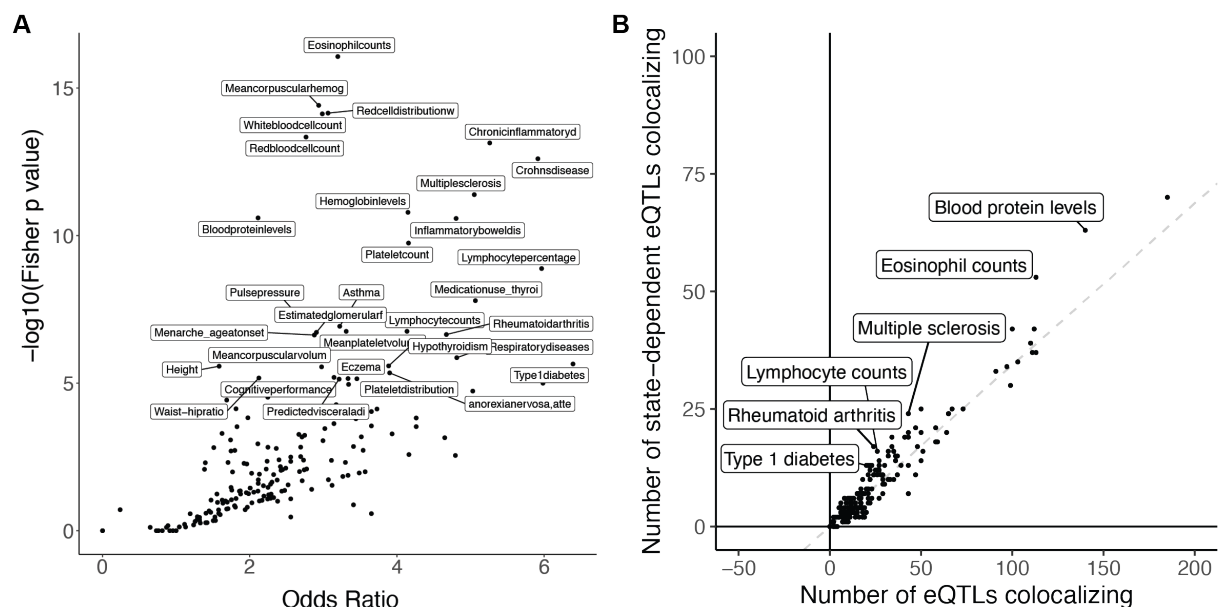 A
Eosinophilcounts
Meancorpuscularhemog
Redcelldistributionw
Whitebloodcellcount
Redbloodcellcount
Chronicinflammatoryd
Crohnsdisease
Multiplesclerosis
Hemoglobinlevels
Bloodproteinlevels
Inflammatoryboweldis
Plateletcount
Lymphocytepercentage
Pulsepressure
Asthma
Medicationuse_thyroi
Estimatedglomerularf
Lymphocytecounts
Rheumatoidarthritis
Menarche_ageatonset
Meanplateletvolu
Hypothyroidism
Respiratorydiseases
Meancorpuscularvolum
Height
Eczema
Type1diabetes
Cognitiveperformance
Plateletdistribution
Waist−hipratio
Predictedvisceraladi
anorexianervosa,atte
15
10
5
0
0 2 4 6
−log10(Fisher p value)
Odds Ratio
B
Blood protein levels
Eosinophil counts
Multiple sclerosis
Lymphocyte counts
Rheumatoid arthritis
Type 1 diabetes
100
75
50
25
0
−50 0 50 100 150 200
Number of state−dependent eQTLs colocalizing
Number of eQTLs colocalizing